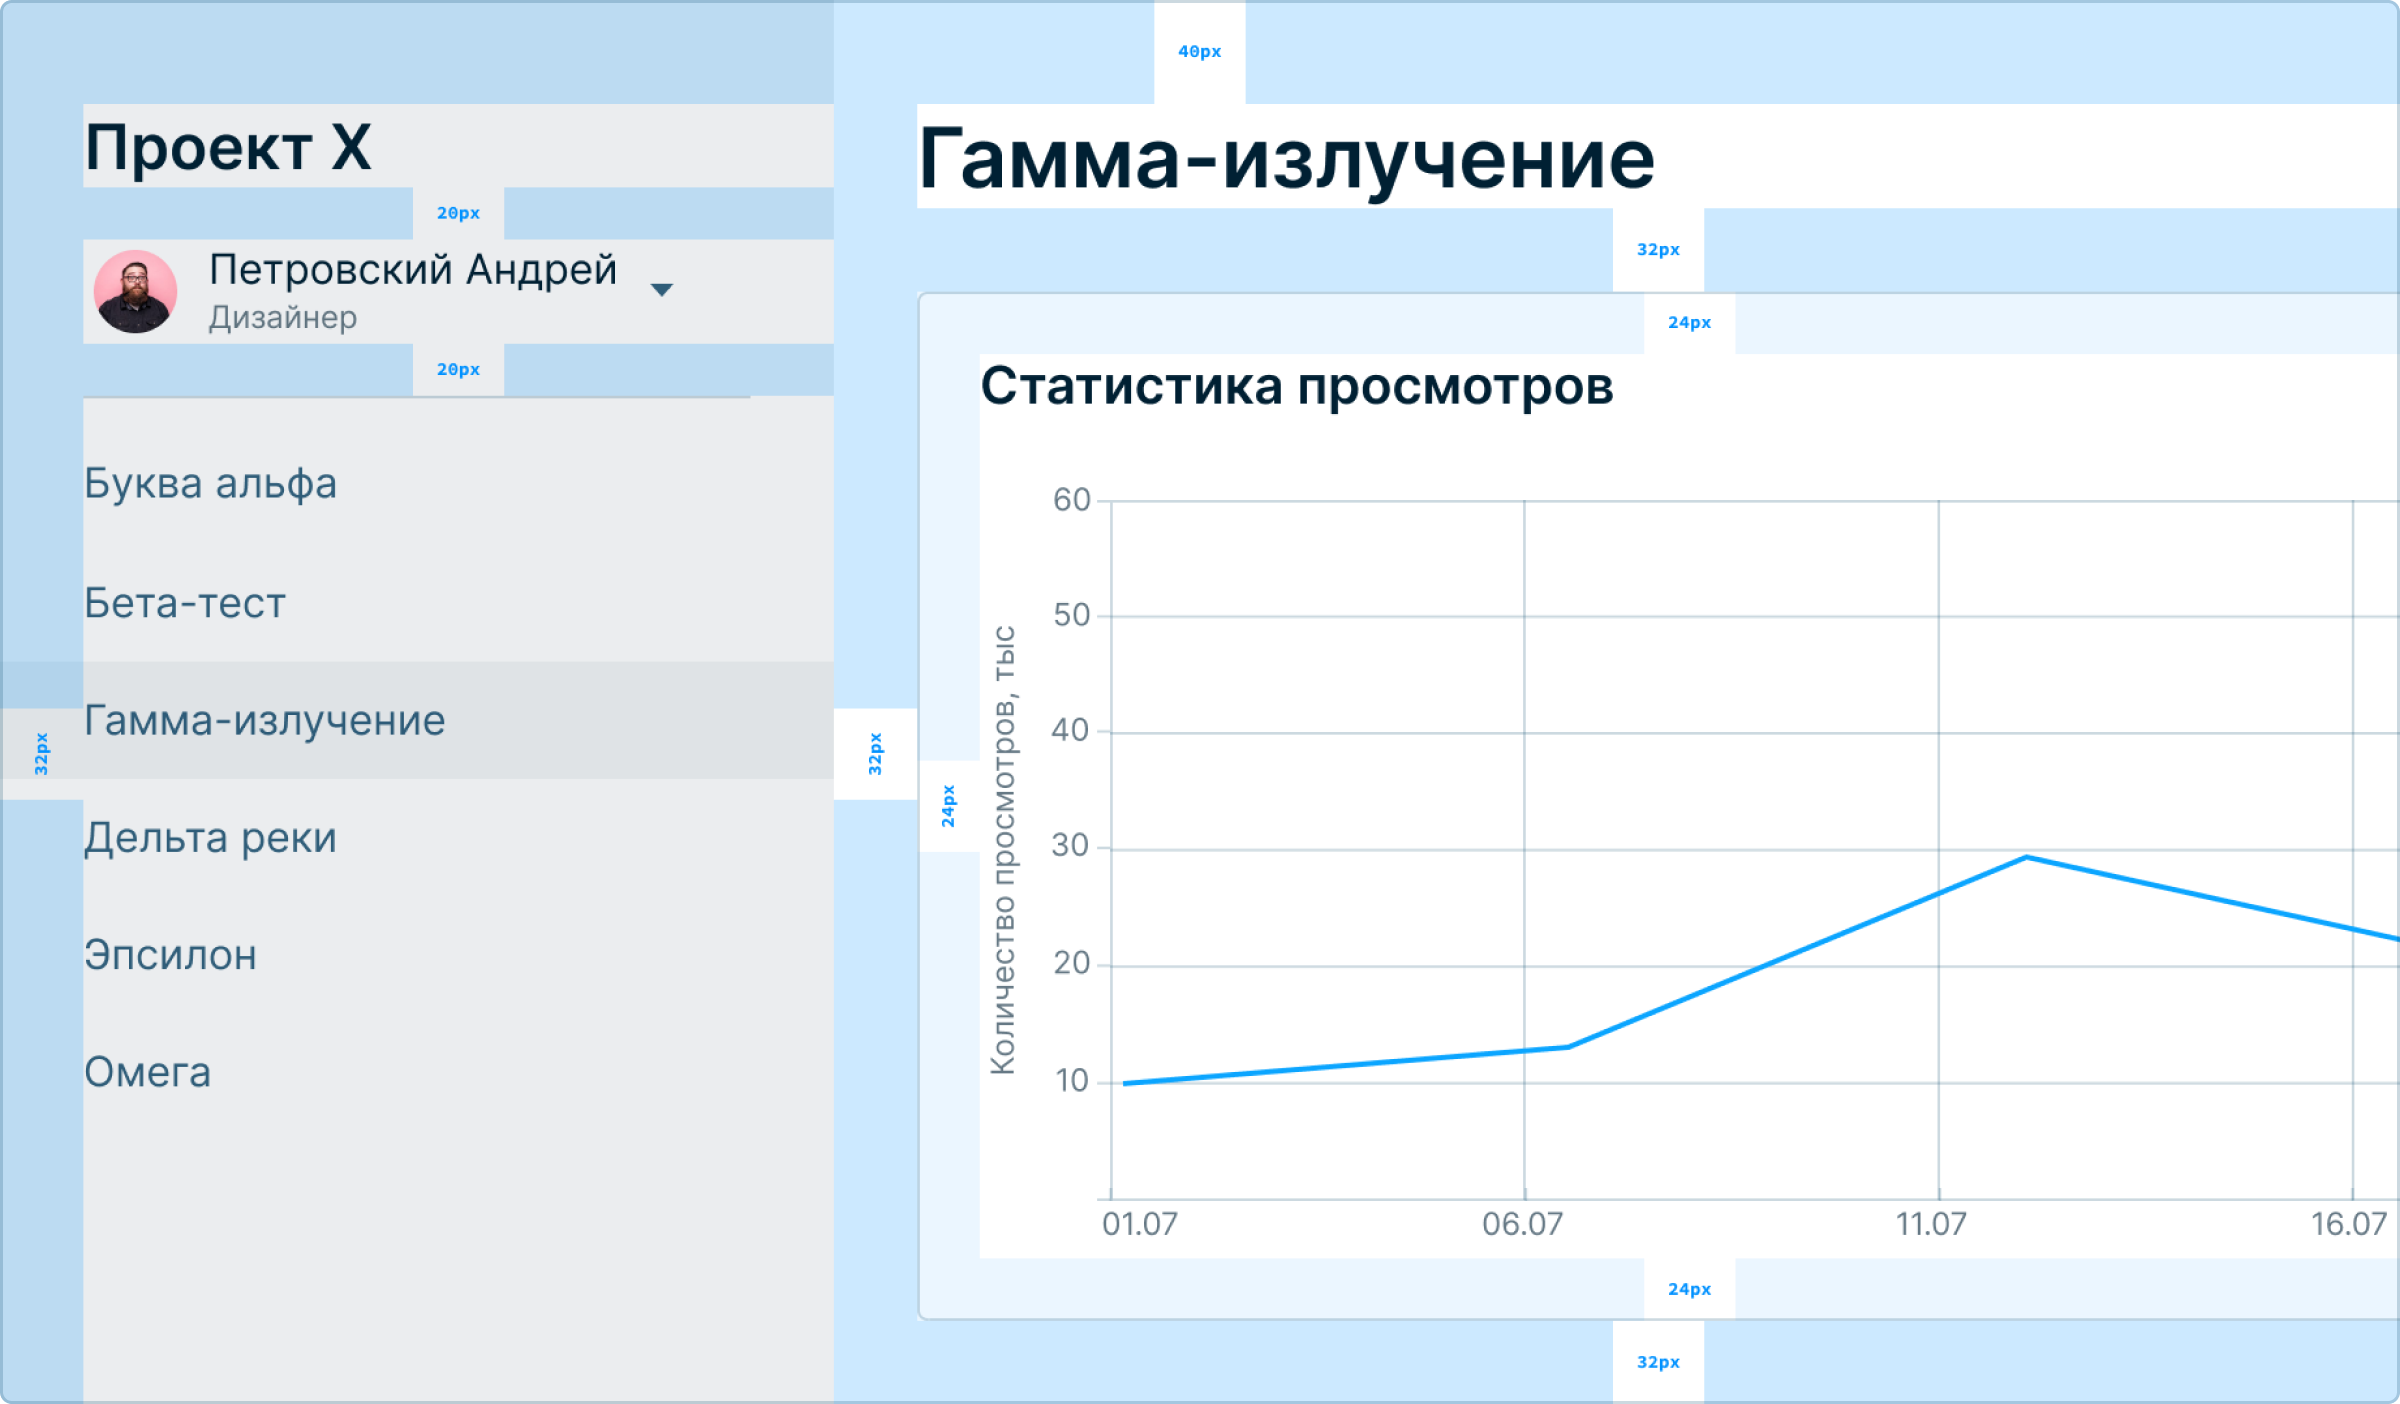 40px
Проект X
Гамма-излучение
20px
32px
Петровский Андрей
Дизайнер
24px
20px
Статистика просмотров
Буква альфа
Бета-тест
Гамма-излучение
Дельта реки
Эпсилон
Омега
32px
32px
24px
Количество просмотров, тыс
60
50
40
30
20
10
01.07
06.07
11.07
16.07
24px
32px